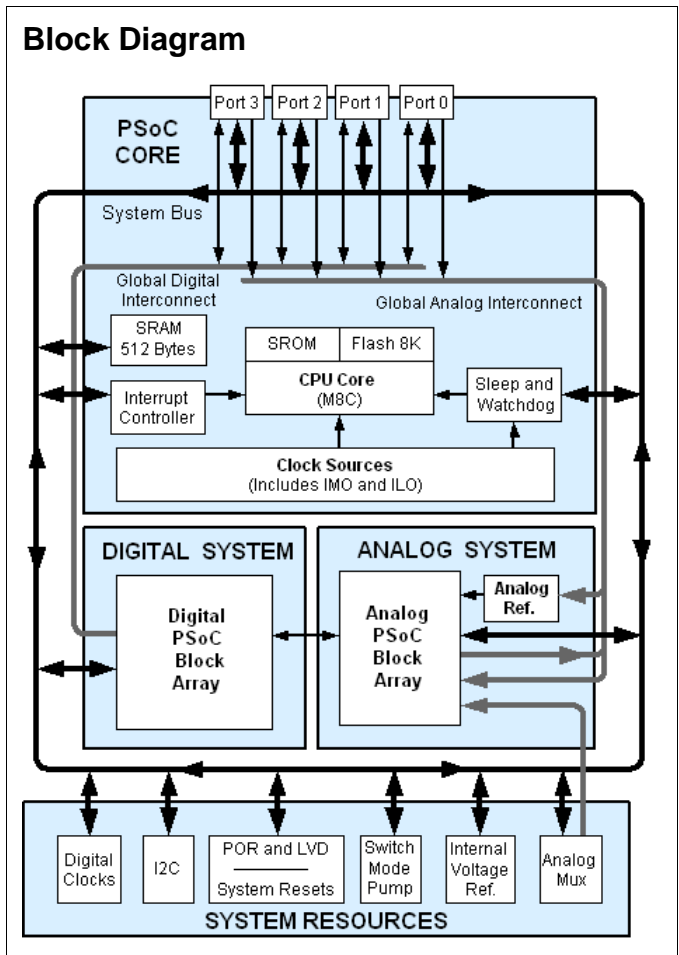 Block Diagram
Port 3
Port 2
Port 1
Port 0
PSoC
CORE
System Bus
Global Digital
Interconnect
Global Analog Interconnect
SRAM
512 Bytes
SROM
Flash 8K
CPU Core
(M8C)
Interrupt
Controller
Sleep and
Watchdog
Clock Sources
(Includes IMO and ILO)
DIGITAL SYSTEM
Digital
PSoC
Block
Array
ANALOG SYSTEM
Analog
PSoC
Block
Array
Analog
Ref.
Digital
Clocks
I2C
POR and LVD
System Resets
Switch
Mode
Pump
Internal
Voltage
Ref.
Analog
Mux
SYSTEM RESOURCES